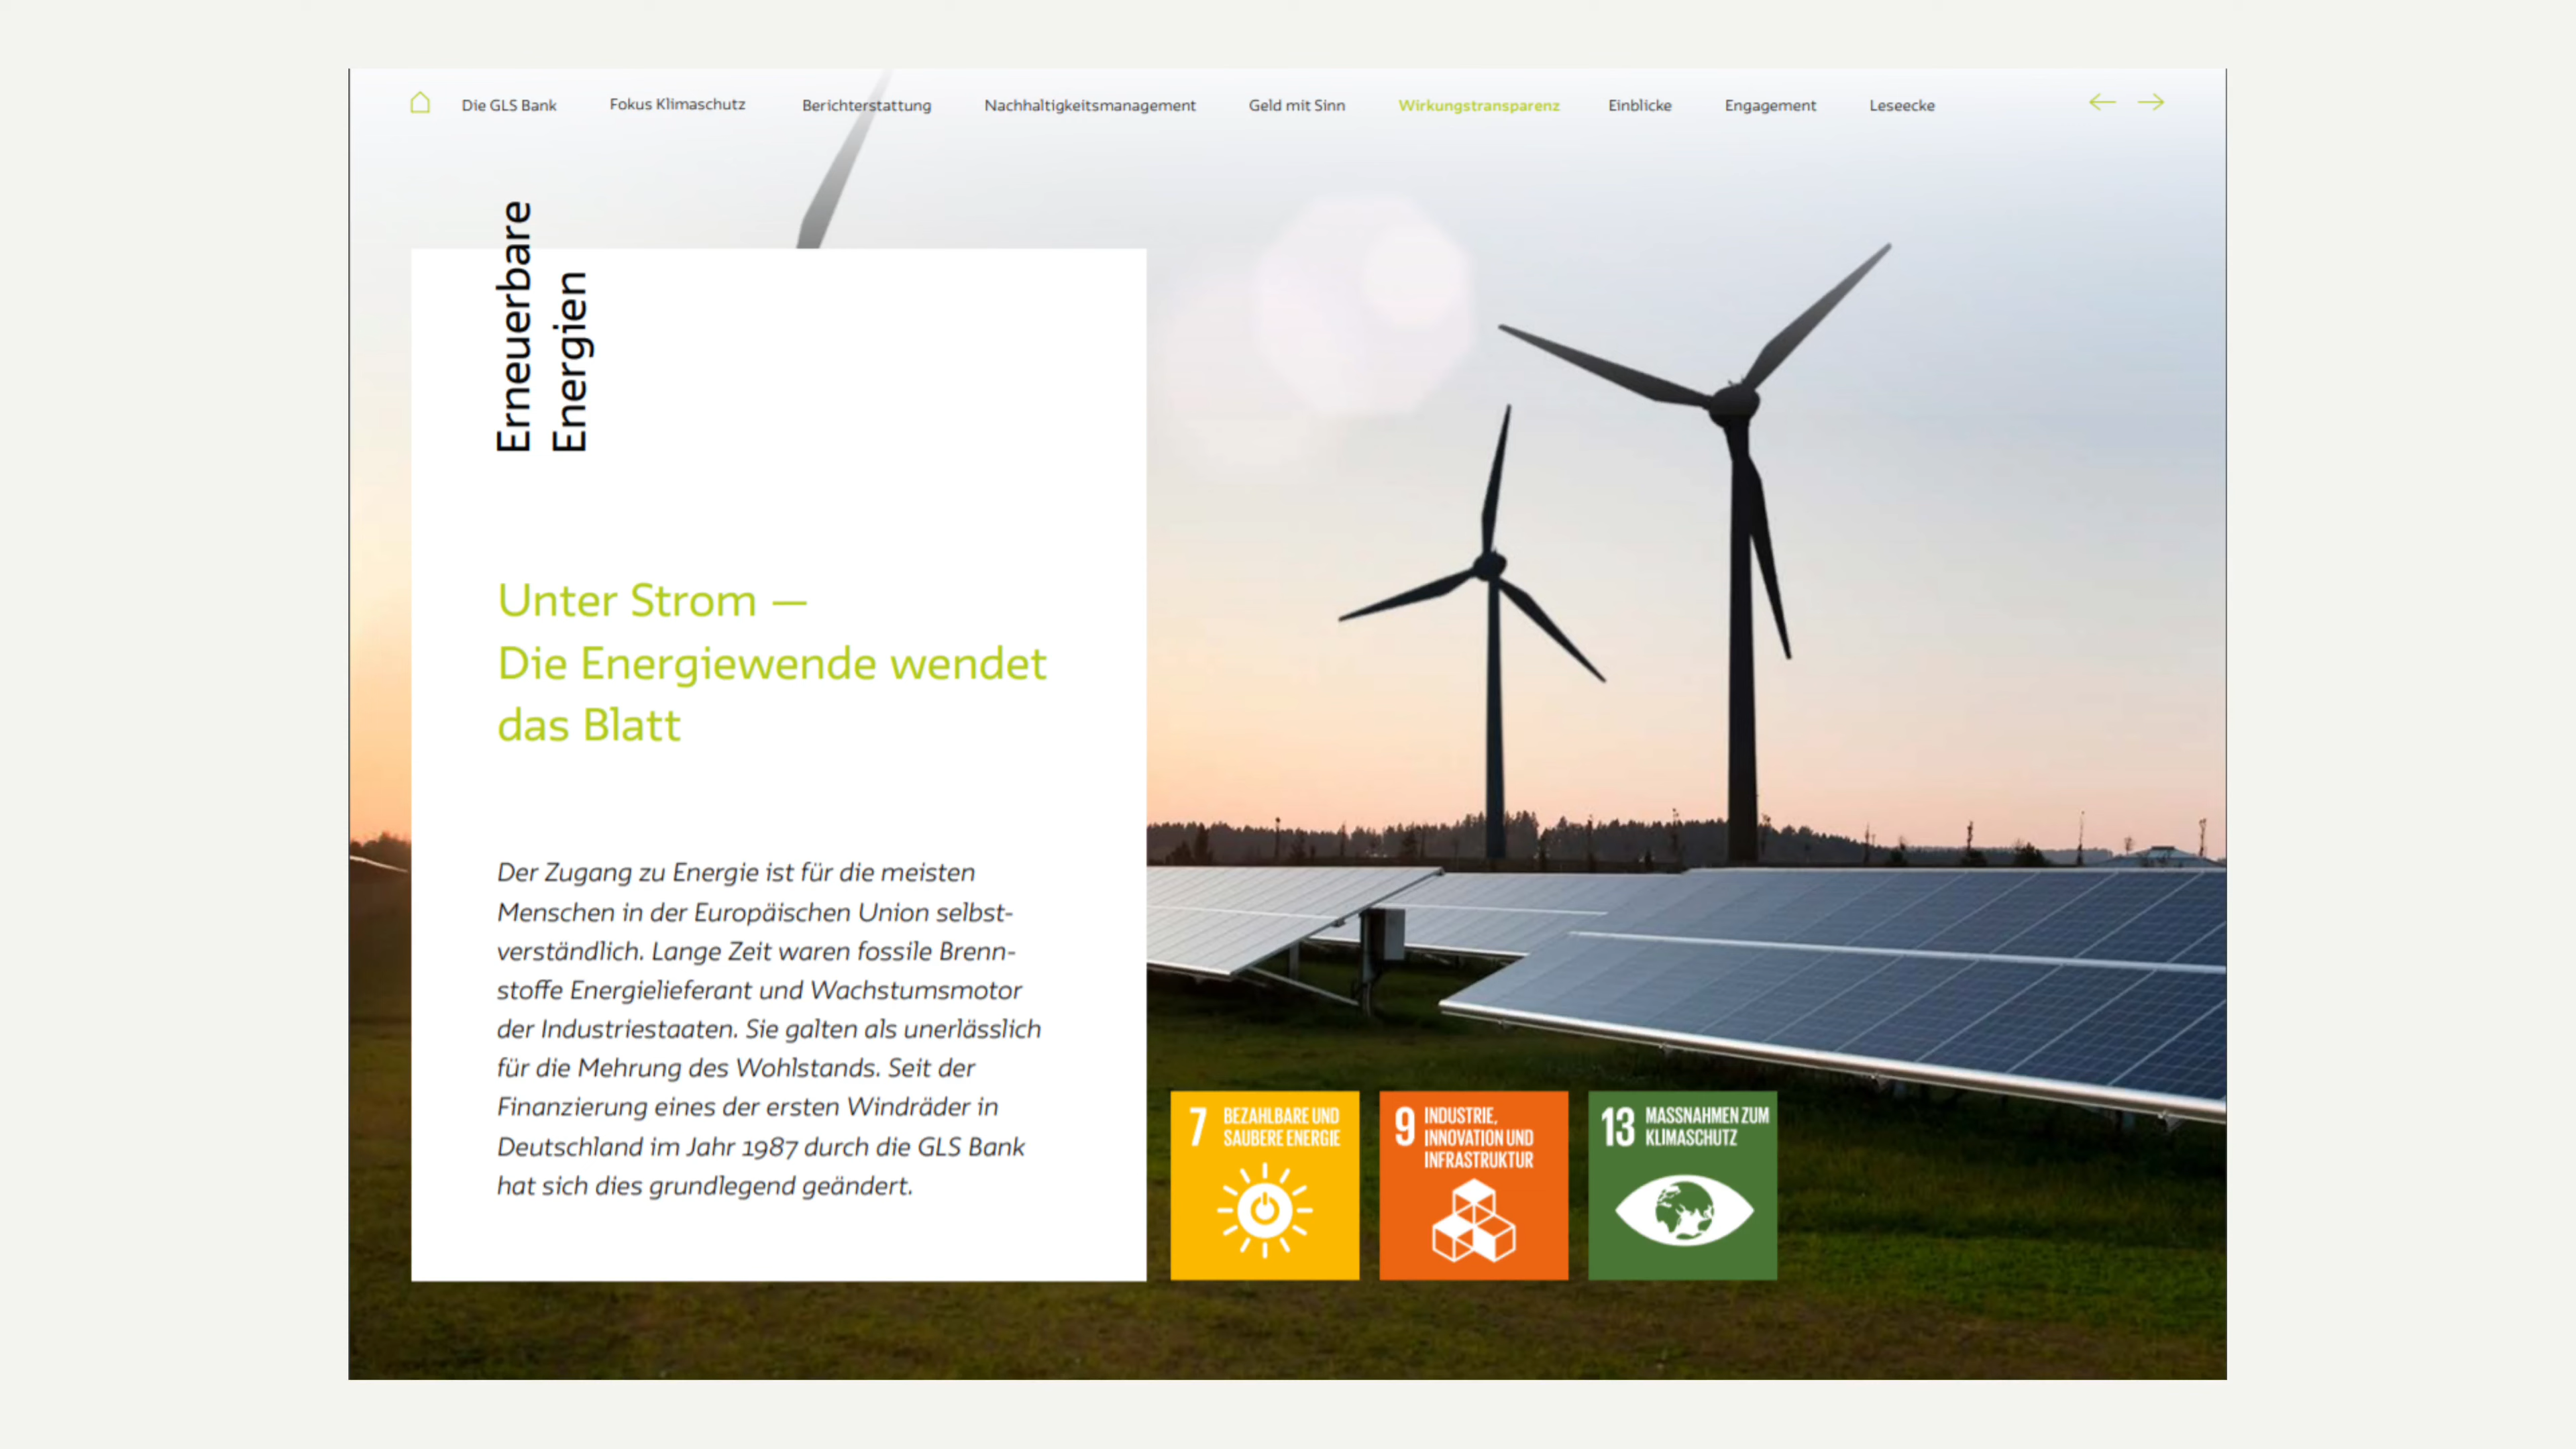 Die GLS Bank Fokus Klimaschutz Berichterstattung Nachhaltigkeitsmanagement Geld mit Sinn Wirkungstransparenz Einblicke Engagement Leseecke
Erneuerbare
Energien
Unter Strom —
Die Energiewende wendet
das Blatt
Der Zugang zu Energie ist für die meisten
Menschen in der Europäischen Union selbst-
verständlich. Lange Zeit waren fossile Brenn-
stoffe Energielieferant und Wachstumsmotor
der Industriestaaten. Sie galten als unerlässlich
für die Mehrung des Wohlstands. Seit der
Finanzierung eines der ersten Windräder in
Deutschland im Jahr 1987 durch die GLS Bank
hat sich dies grundlegend geändert.
7 BEZAHLBARE UND
SAUBERE ENERGIE
9 INDUSTRIE,
INNOVATION UND
INFRASTRUKTUR
13 MASSNAHMEN ZUM
KLIMASCHUTZ